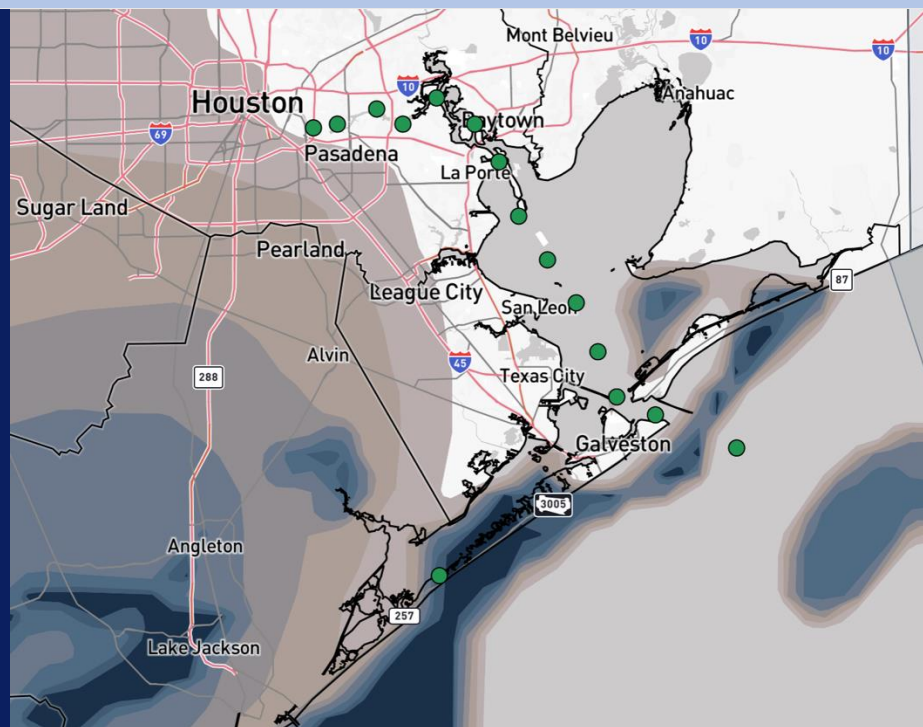 Mont Belvieu
10
10
10
Anahuac
Houston
Baytown
69
Pasadena
La Porte
Sugar Land
Pearland
87
League City
San Leon
Alvin
45
288
Texas City
Galveston
3005
Angleton
257
Lake Jackson